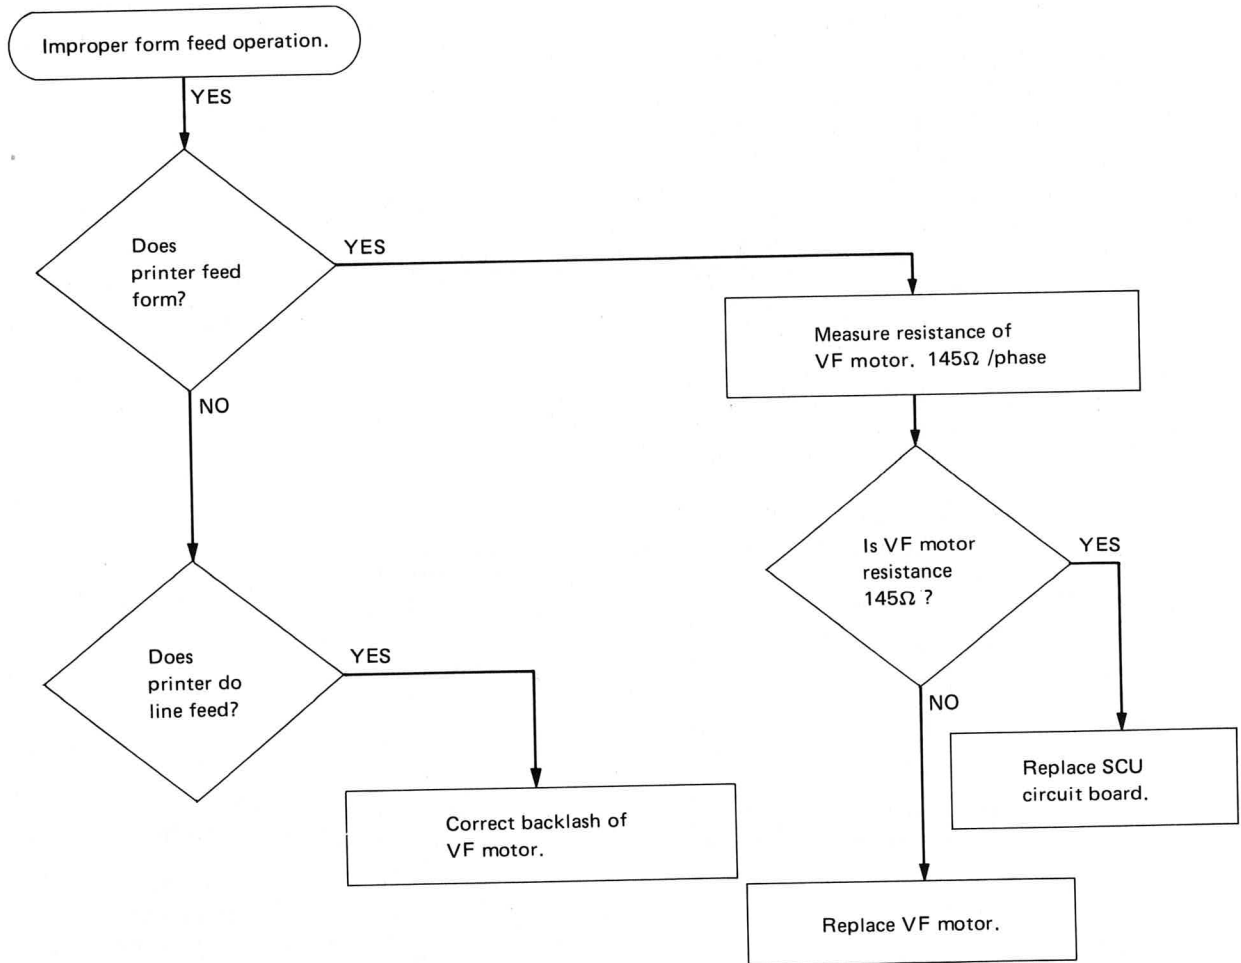 Improper form feed operation.
YES
Does
printer feed
form?
YES
NO
Measure resistance of
VF motor. 145Ω /phase
Is VF motor
resistance
145Ω ?
YES
NO
Does
printer do
line feed?
YES
Replace SCU
circuit board.
Correct backlash of
VF motor.
Replace VF motor.